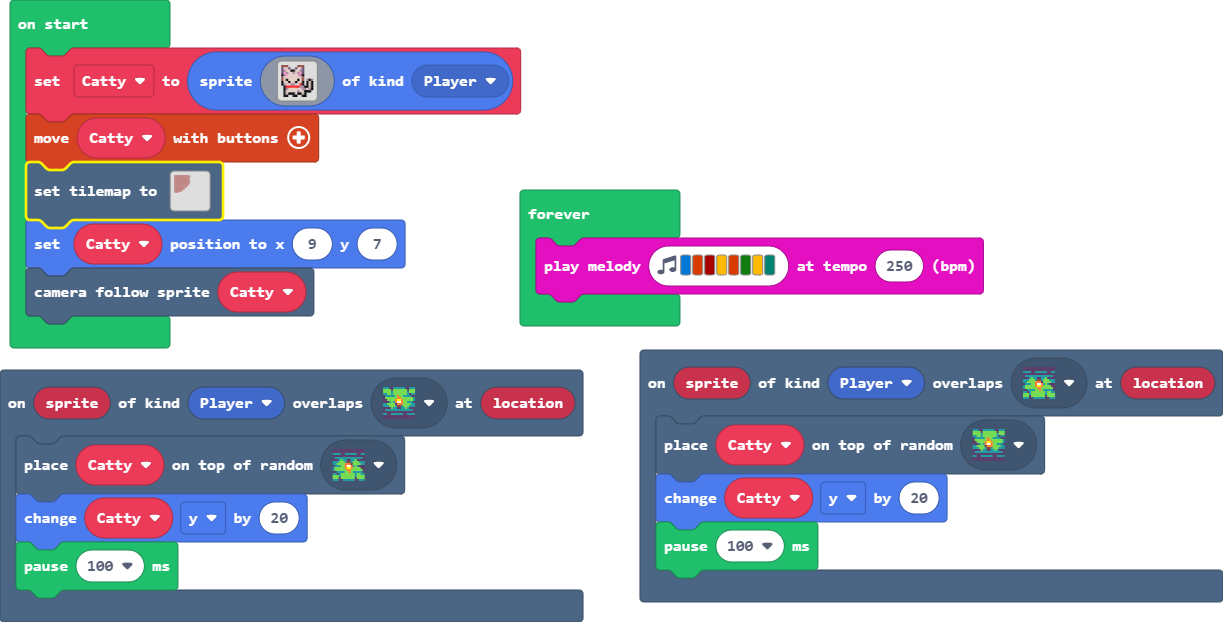 on start
set Catty to sprite of kind Player
move Catty with buttons
set tilemap to
set Catty position to x 9 y 7
camera follow sprite Catty
forever
play melody at tempo 250 (bpm)
on sprite of kind Player overlaps at location
place Catty on top of random
change Catty y by 20
pause 100 ms
on sprite of kind Player overlaps at location
place Catty on top of random
change Catty y by 20
pause 100 ms